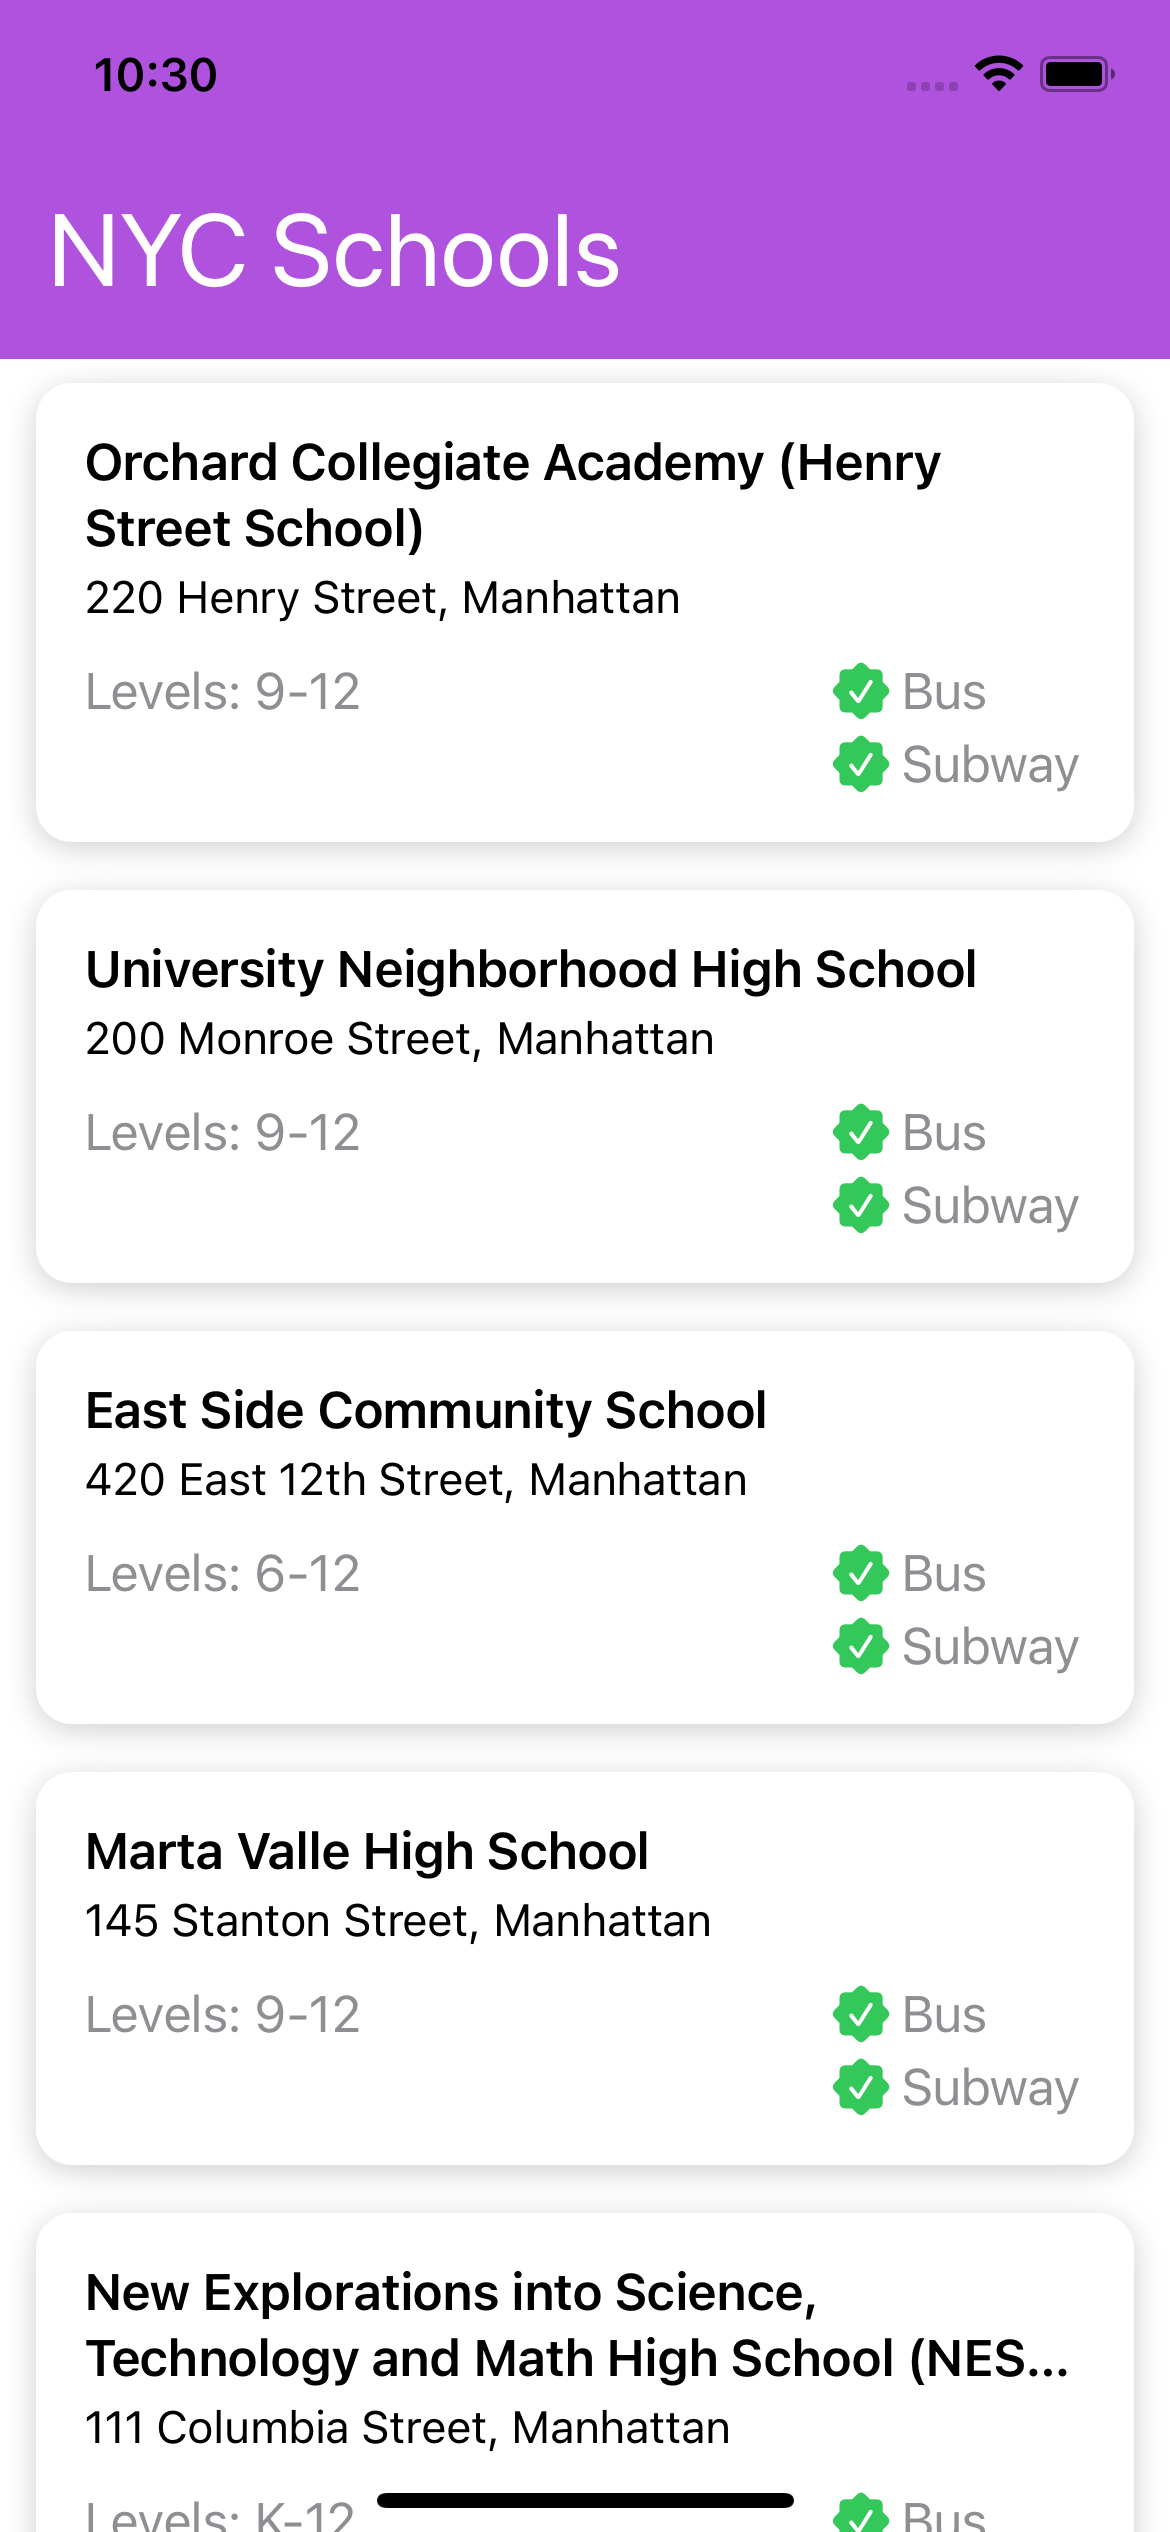 10:30
NYC Schools
Orchard Collegiate Academy (Henry
Street School)
220 Henry Street, Manhattan
Levels: 9-12
Bus
Subway
University Neighborhood High School
200 Monroe Street, Manhattan
Levels: 9-12
Bus
Subway
East Side Community School
420 East 12th Street, Manhattan
Levels: 6-12
Bus
Subway
Marta Valle High School
145 Stanton Street, Manhattan
Levels: 9-12
Bus
Subway
New Explorations into Science,
Technology and Math High School (NES...
111 Columbia Street, Manhattan
Levels: K-12
Bus